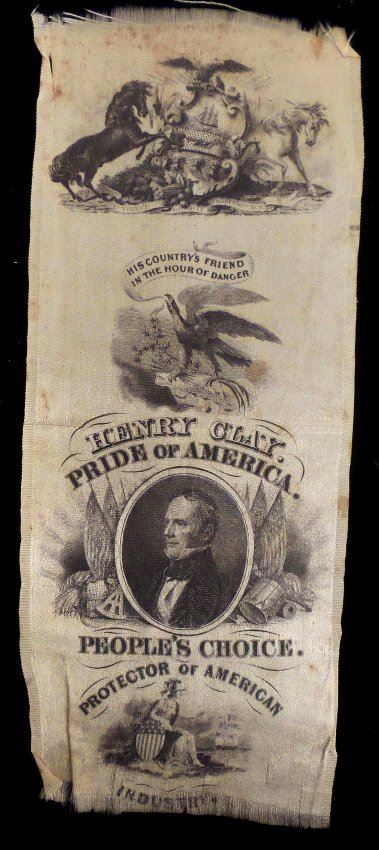 HIS COUNTRY'S FRIEND
IN THE HOUR OF DANGER
HENRY CLAY.
PRIDE OF AMERICA.
PEOPLE'S CHOICE.
PROTECTOR OF AMERICAN
INDUSTRY